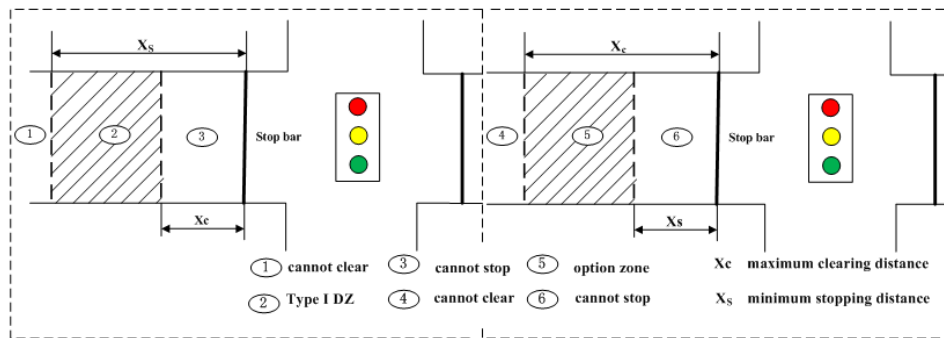 Xs
Xc
1
2
3
Stop bar
4
5
6
Stop bar
Xc
Xs
1 cannot clear
3 cannot stop
5 option zone
Xc maximum clearing distance
2 Type I DZ
4 cannot clear
6 cannot stop
Xs minimum stopping distance